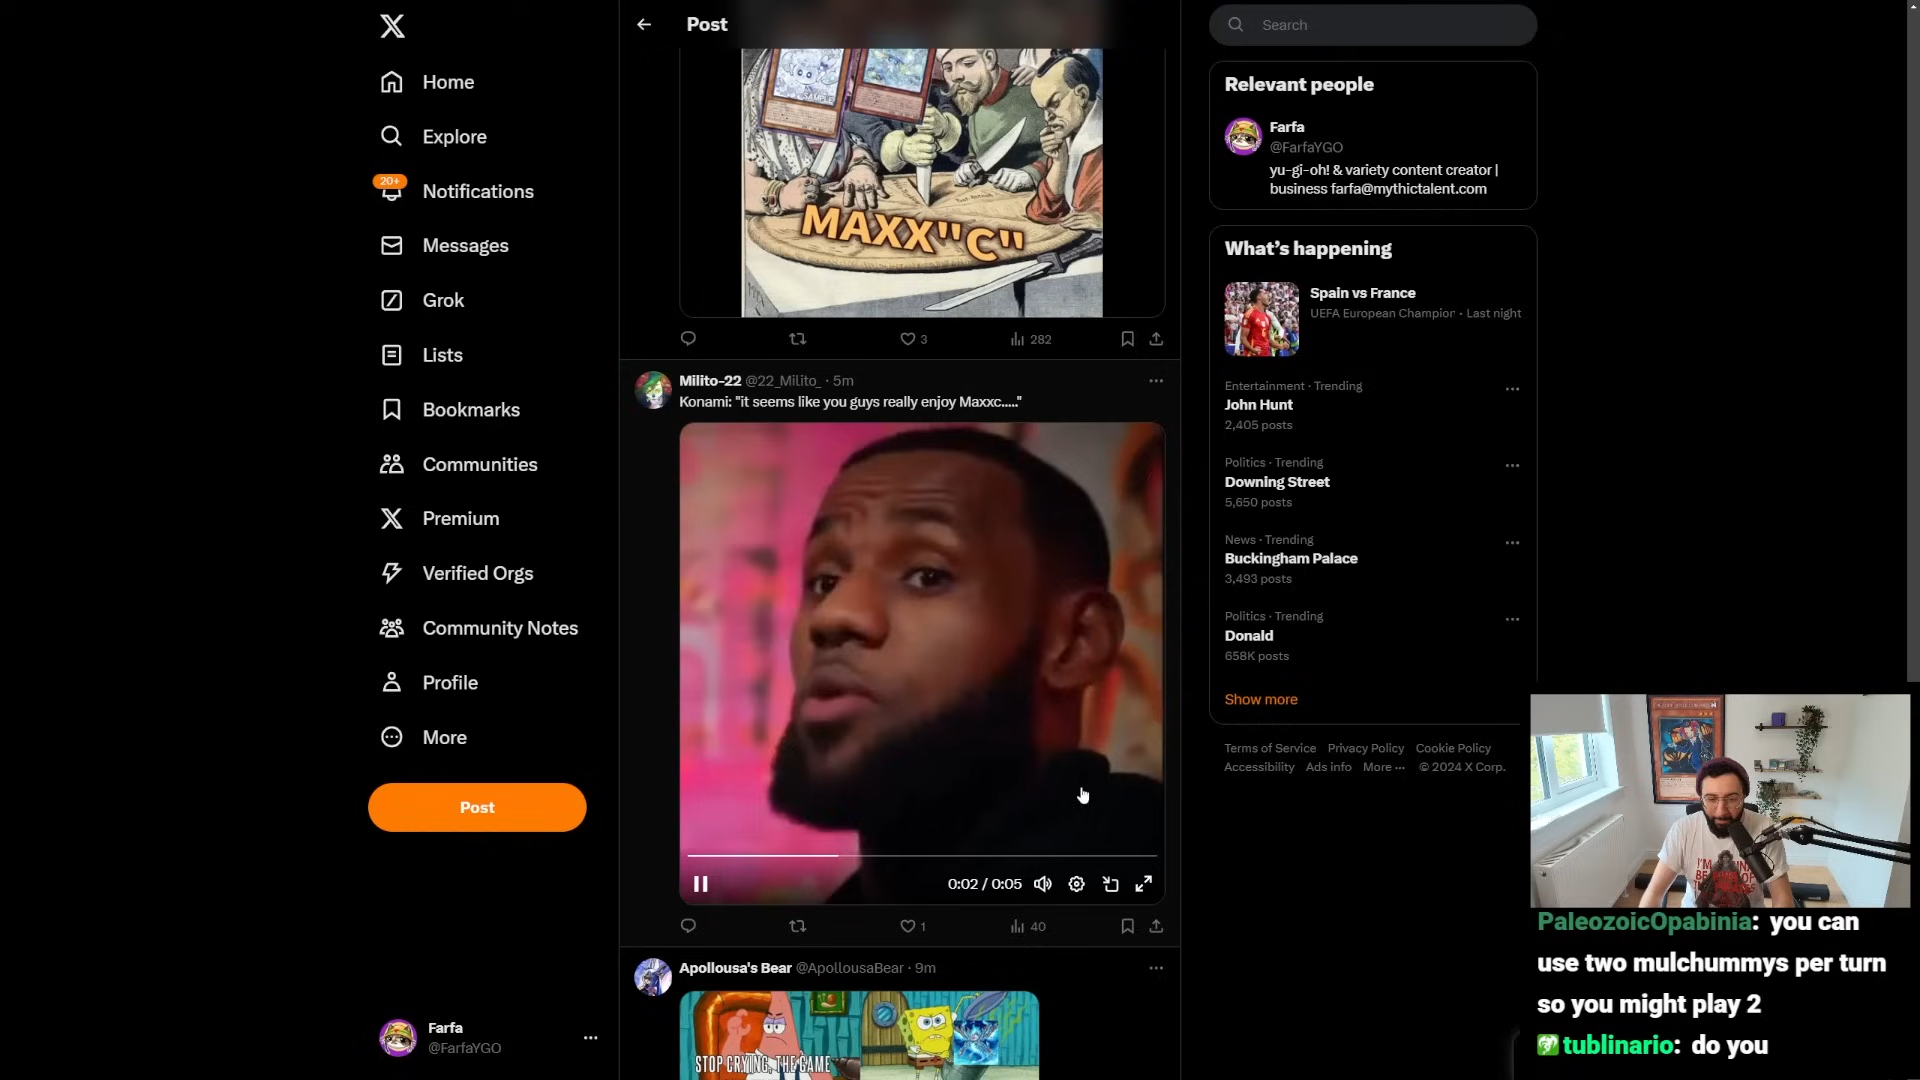 Home
Explore
20+
Notifications
Messages
Grok
Lists
Bookmarks
Communities
Premium
Verified Orgs
Community Notes
Profile
More
Post
Farfa
@FarfaYGO
Post
SAMPLE
MAXX"C"
3
282
Milito-22 @22_Milito_ · 5m
Konami: "it seems like you guys really enjoy Maxxc....."
0:02 / 0:05
1
40
Apollousa's Bear @ApollousaBear · 9m
STOP CRYING, THE GAME
Search
Relevant people
Farfa
@FarfaYGO
yu-gi-oh! & variety content creator |
business farfa@mythictalent.com
What's happening
Spain vs France
UEFA European Champior · Last night
Entertainment · Trending
John Hunt
2,405 posts
Politics · Trending
Downing Street
5,650 posts
News · Trending
Buckingham Palace
3,493 posts
Politics · Trending
Donald
658K posts
Show more
Terms of Service Privacy Policy Cookie Policy
Accessibility Ads info More ··· © 2024 X Corp.
PaleozoicOpabinia: you can
use two mulchummys per turn
so you might play 2
tublinario: do you